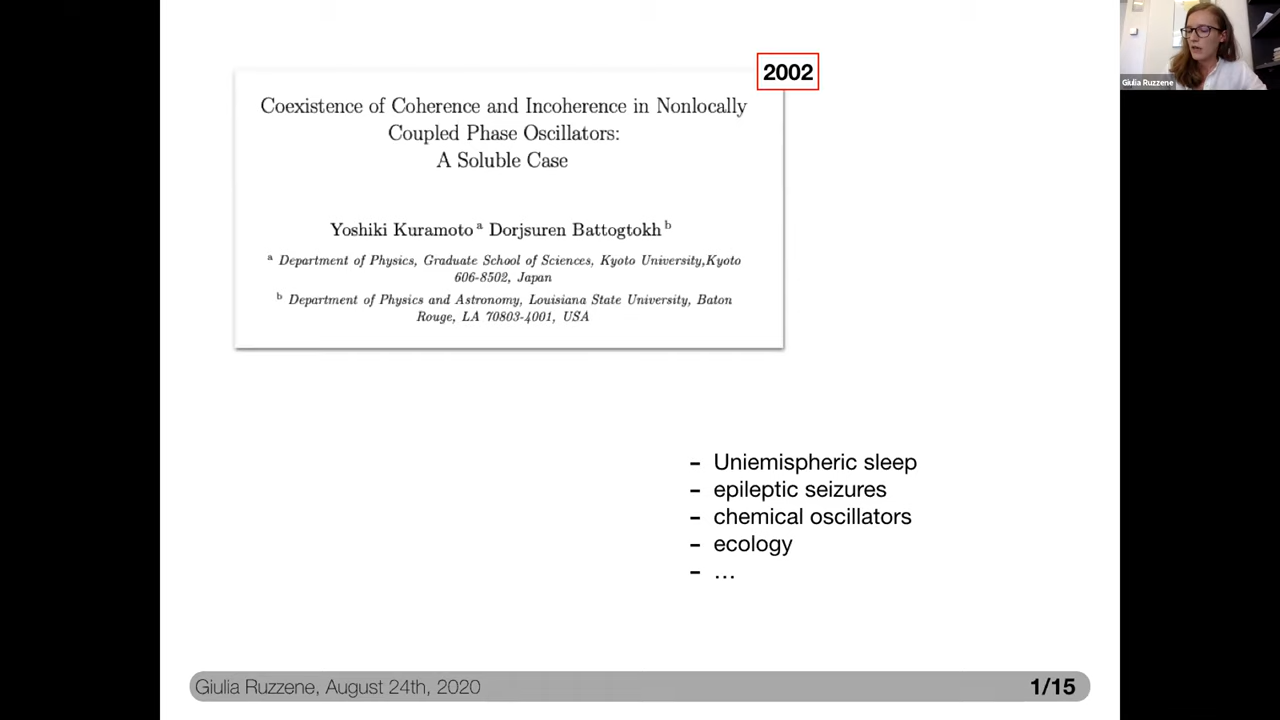 2002
Coexistence of Coherence and Incoherence in Nonlocally
Coupled Phase Oscillators:
A Soluble Case
Yoshiki Kuramoto a Dorjsuren Battogtokh b
a Department of Physics, Graduate School of Sciences, Kyoto University,Kyoto
606-8502, Japan
b Department of Physics and Astronomy, Louisiana State University, Baton
Rouge, LA 70803-4001, USA
- Uniemispheric sleep
- epileptic seizures
- chemical oscillators
- ecology
- …
Giulia Ruzzene, August 24th, 2020
1/15
Giulia Ruzzene